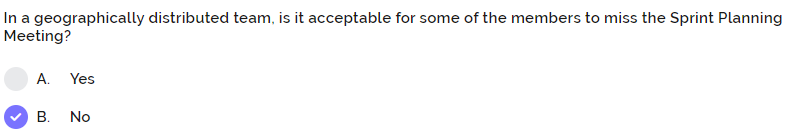 In a geographically distributed team, is it acceptable for some of the members to miss the Sprint Planning
Meeting?
A. Yes
B. No